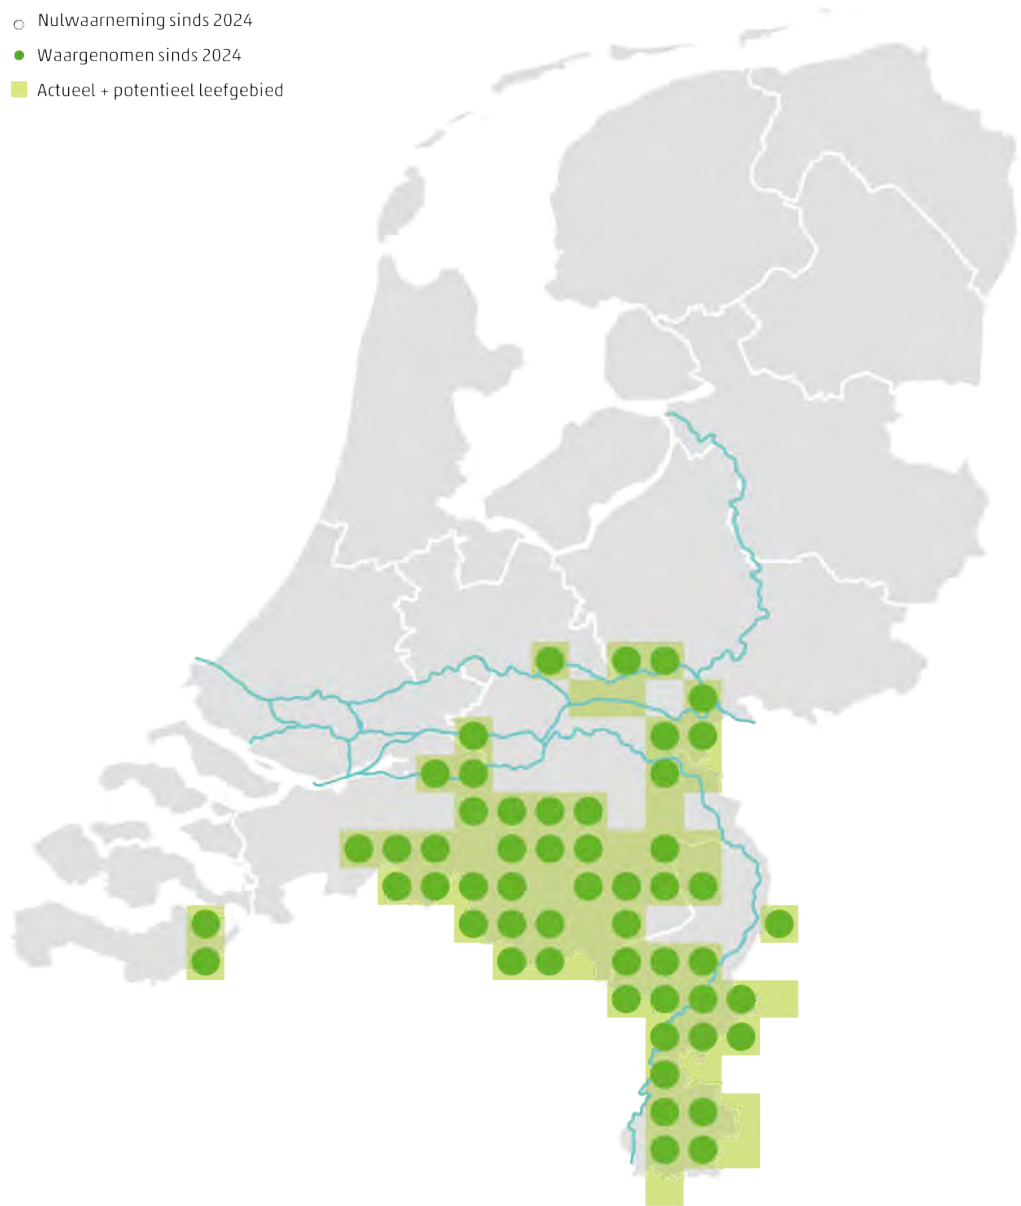 Nulwaarneming sinds 2024
Waargenomen sinds 2024
Actueel + potentieel leefgebied